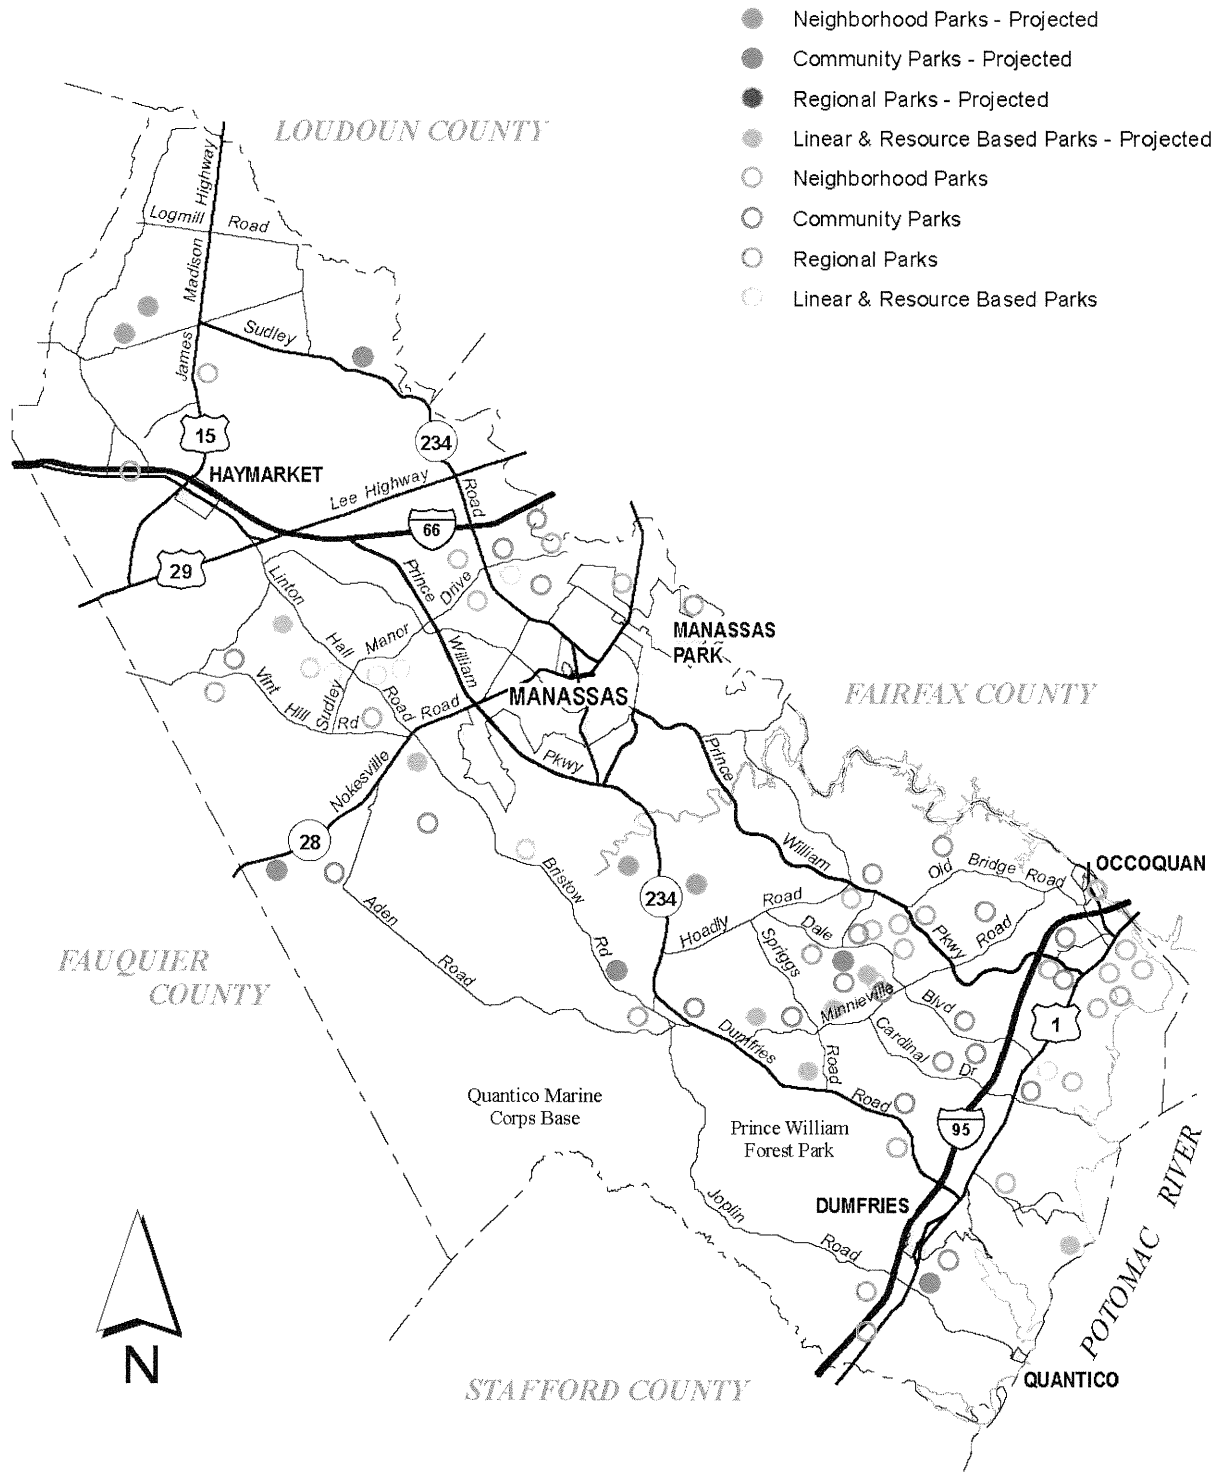 Neighborhood Parks - Projected
Community Parks - Projected
Regional Parks - Projected
Linear & Resource Based Parks - Projected
Neighborhood Parks
Community Parks
Regional Parks
Linear & Resource Based Parks
LOUDOUN COUNTY
Logmill Road
James Madison Highway
Sudley
15
234
HAYMARKET
Lee Highway
Road
66
29
Prince
William
Pkwy
Linton
Hall
Road
Sudley
Manor
Drive
MANASSAS
PARK
MANASSAS
FAIRFAX COUNTY
Vint
Hill
Rd
Nokesville
Road
28
Prince
William
Pkwy
Old Bridge Road
OCCOQUAN
Bristow
Rd
234
Hoadly Road
Dale
Blvd
Spriggs
Road
Minnieville
Road
Aden
Road
FAUQUIER
COUNTY
Cardinal
Dr
1
Dumfries
Road
Quantico Marine
Corps Base
Prince William
Forest Park
95
DUMFRIES
Joplin
Road
POTOMAC RIVER
N
QUANTICO
STAFFORD COUNTY